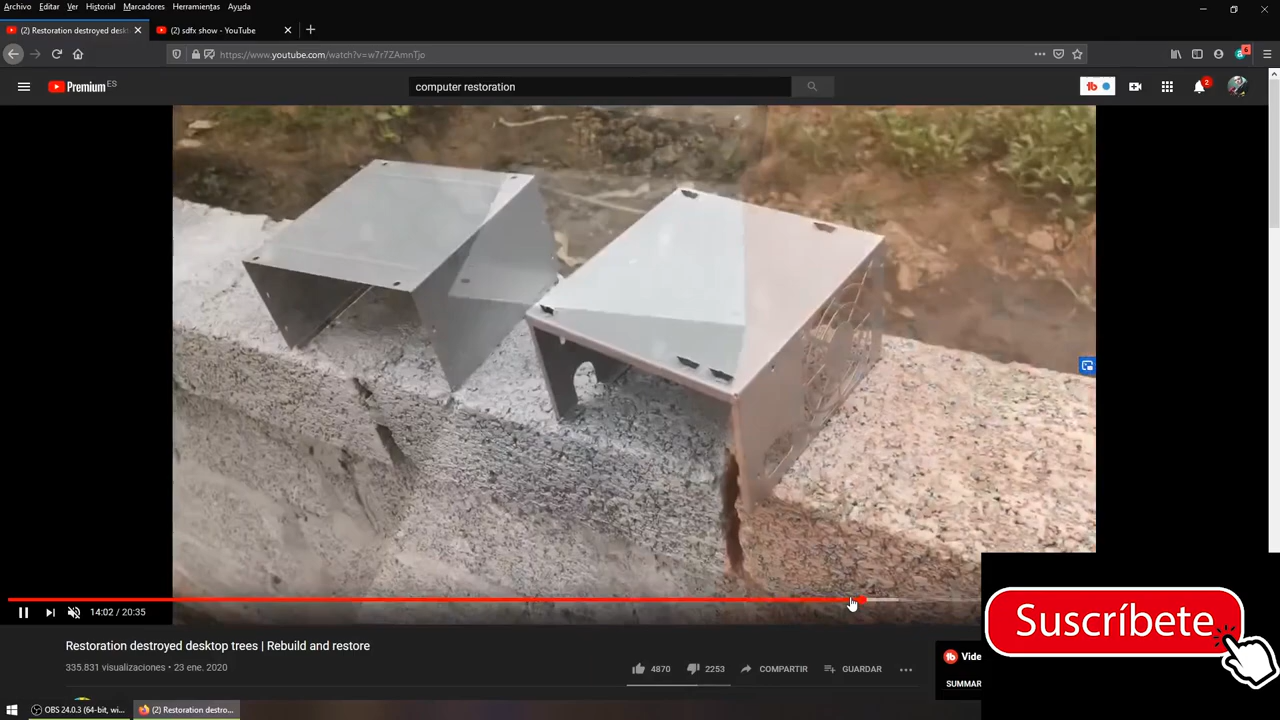 Archivo Editar Ver Historial Marcadores Herramientas Ayuda
(2) Restoration destroyed desk
(2) sdfx show - YouTube
https://www.youtube.com/watch?v=w7r7ZAmnTjo
6
Premium ES
computer restoration
2
14:02 / 20:35
Restoration destroyed desktop trees | Rebuild and restore
335.831 visualizaciones • 23 ene. 2020
4870 2253 COMPARTIR GUARDAR
Vide
SUMMAR
Suscríbete
OBS 24.0.3 (64-bit, wi... (2) Restoration destro...